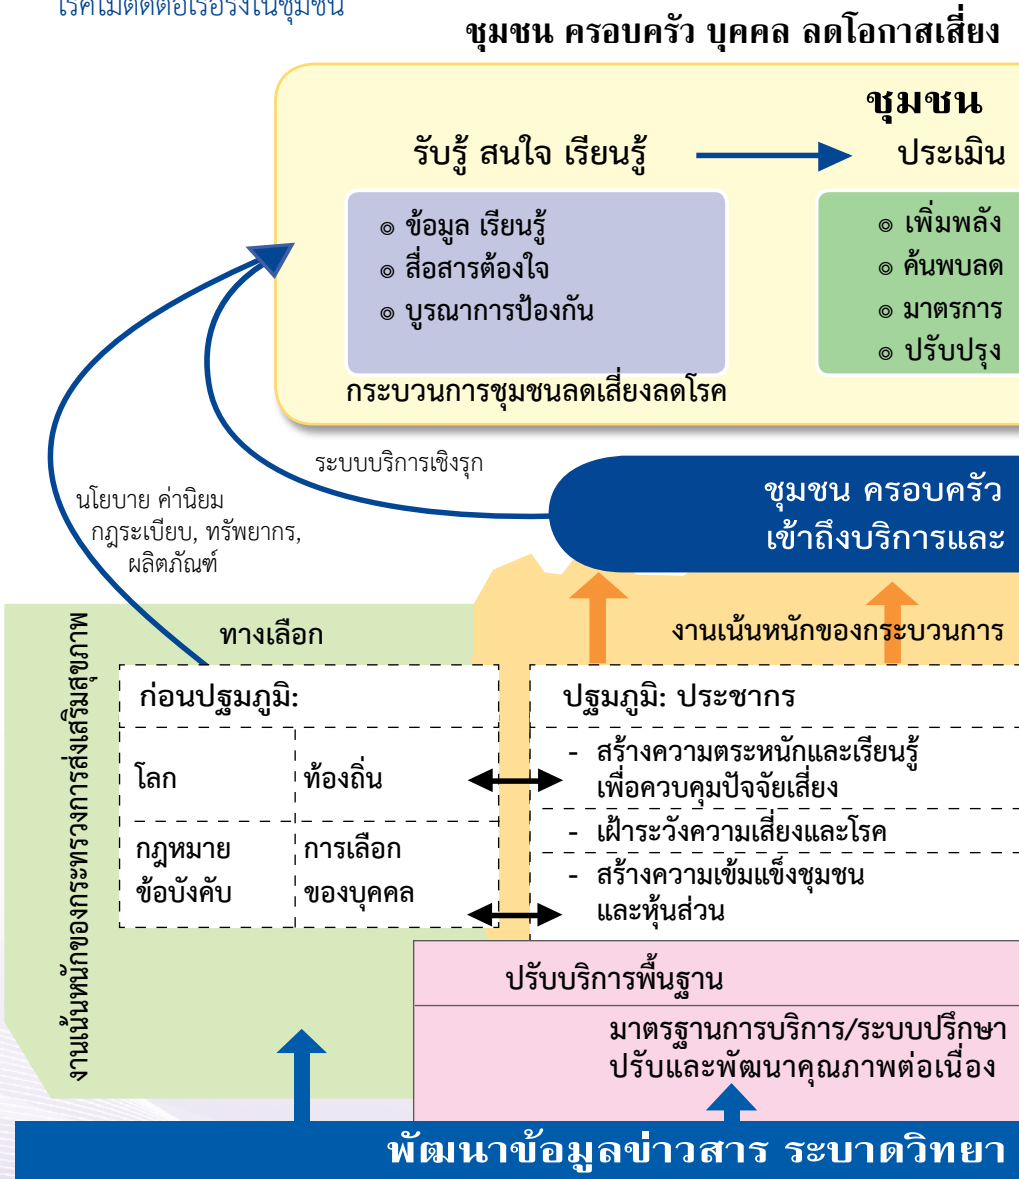 โรคไม่ติดต่อเรื้อรังในชุมชน
ชุมชน ครอบครัว บุคคล ลดโอกาสเสี่ยง
ชุมชน
รับรู้ สนใจ เรียนรู้
ประเมิน
๏ ข้อมูล เรียนรู้
๏ สื่อสารต้องใจ
๏ บูรณาการป้องกัน
๏ เพิ่มพลัง
๏ ค้นพบลด
๏ มาตรการ
๏ ปรับปรุง
กระบวนการชุมชนลดเสี่ยงลดโรค
ระบบบริการเชิงรุก
นโยบาย ค่านิยม
กฎระเบียบ, ทรัพยากร,
ผลิตภัณฑ์
ชุมชน ครอบครัว
เข้าถึงบริการและ
งานเน้นหนักของกระทรวงการส่งเสริมสุขภาพ
ทางเลือก
งานเน้นหนักของกระบวนการ
ก่อนปฐมภูมิ:
โลก
ท้องถิ่น
กฎหมาย
ข้อบังคับ
การเลือก
ของบุคคล
ปฐมภูมิ: ประชากร
- สร้างความตระหนักและเรียนรู้
เพื่อควบคุมปัจจัยเสี่ยง
- เฝ้าระวังความเสี่ยงและโรค
- สร้างความเข้มแข็งชุมชน
และหุ้นส่วน
ปรับบริการพื้นฐาน
มาตรฐานการบริการ/ระบบปรึกษา
ปรับและพัฒนาคุณภาพต่อเนื่อง
พัฒนาข้อมูลข่าวสาร ระบาดวิทยา